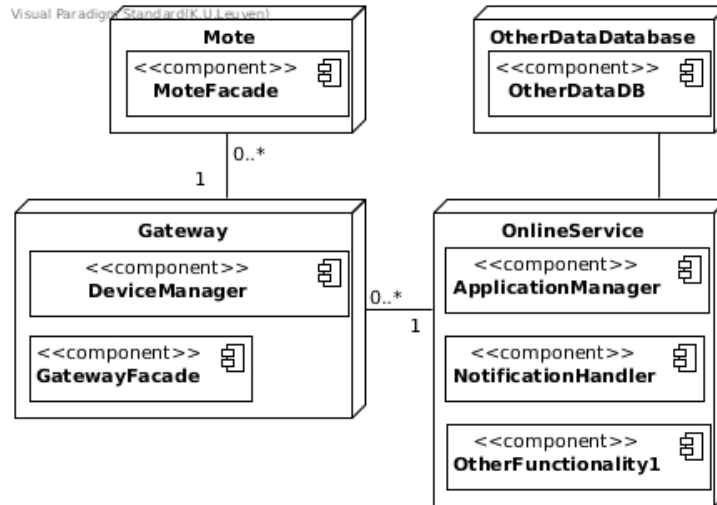 Visual Paradigm Standard(K.U.Leuven)
Mote
<<component>>
MoteFacade
OtherDataDatabase
<<component>>
OtherDataDB
0..*
1
Gateway
<<component>>
DeviceManager
<<component>>
GatewayFacade
0..*
1
OnlineService
<<component>>
ApplicationManager
<<component>>
NotificationHandler
<<component>>
OtherFunctionality1